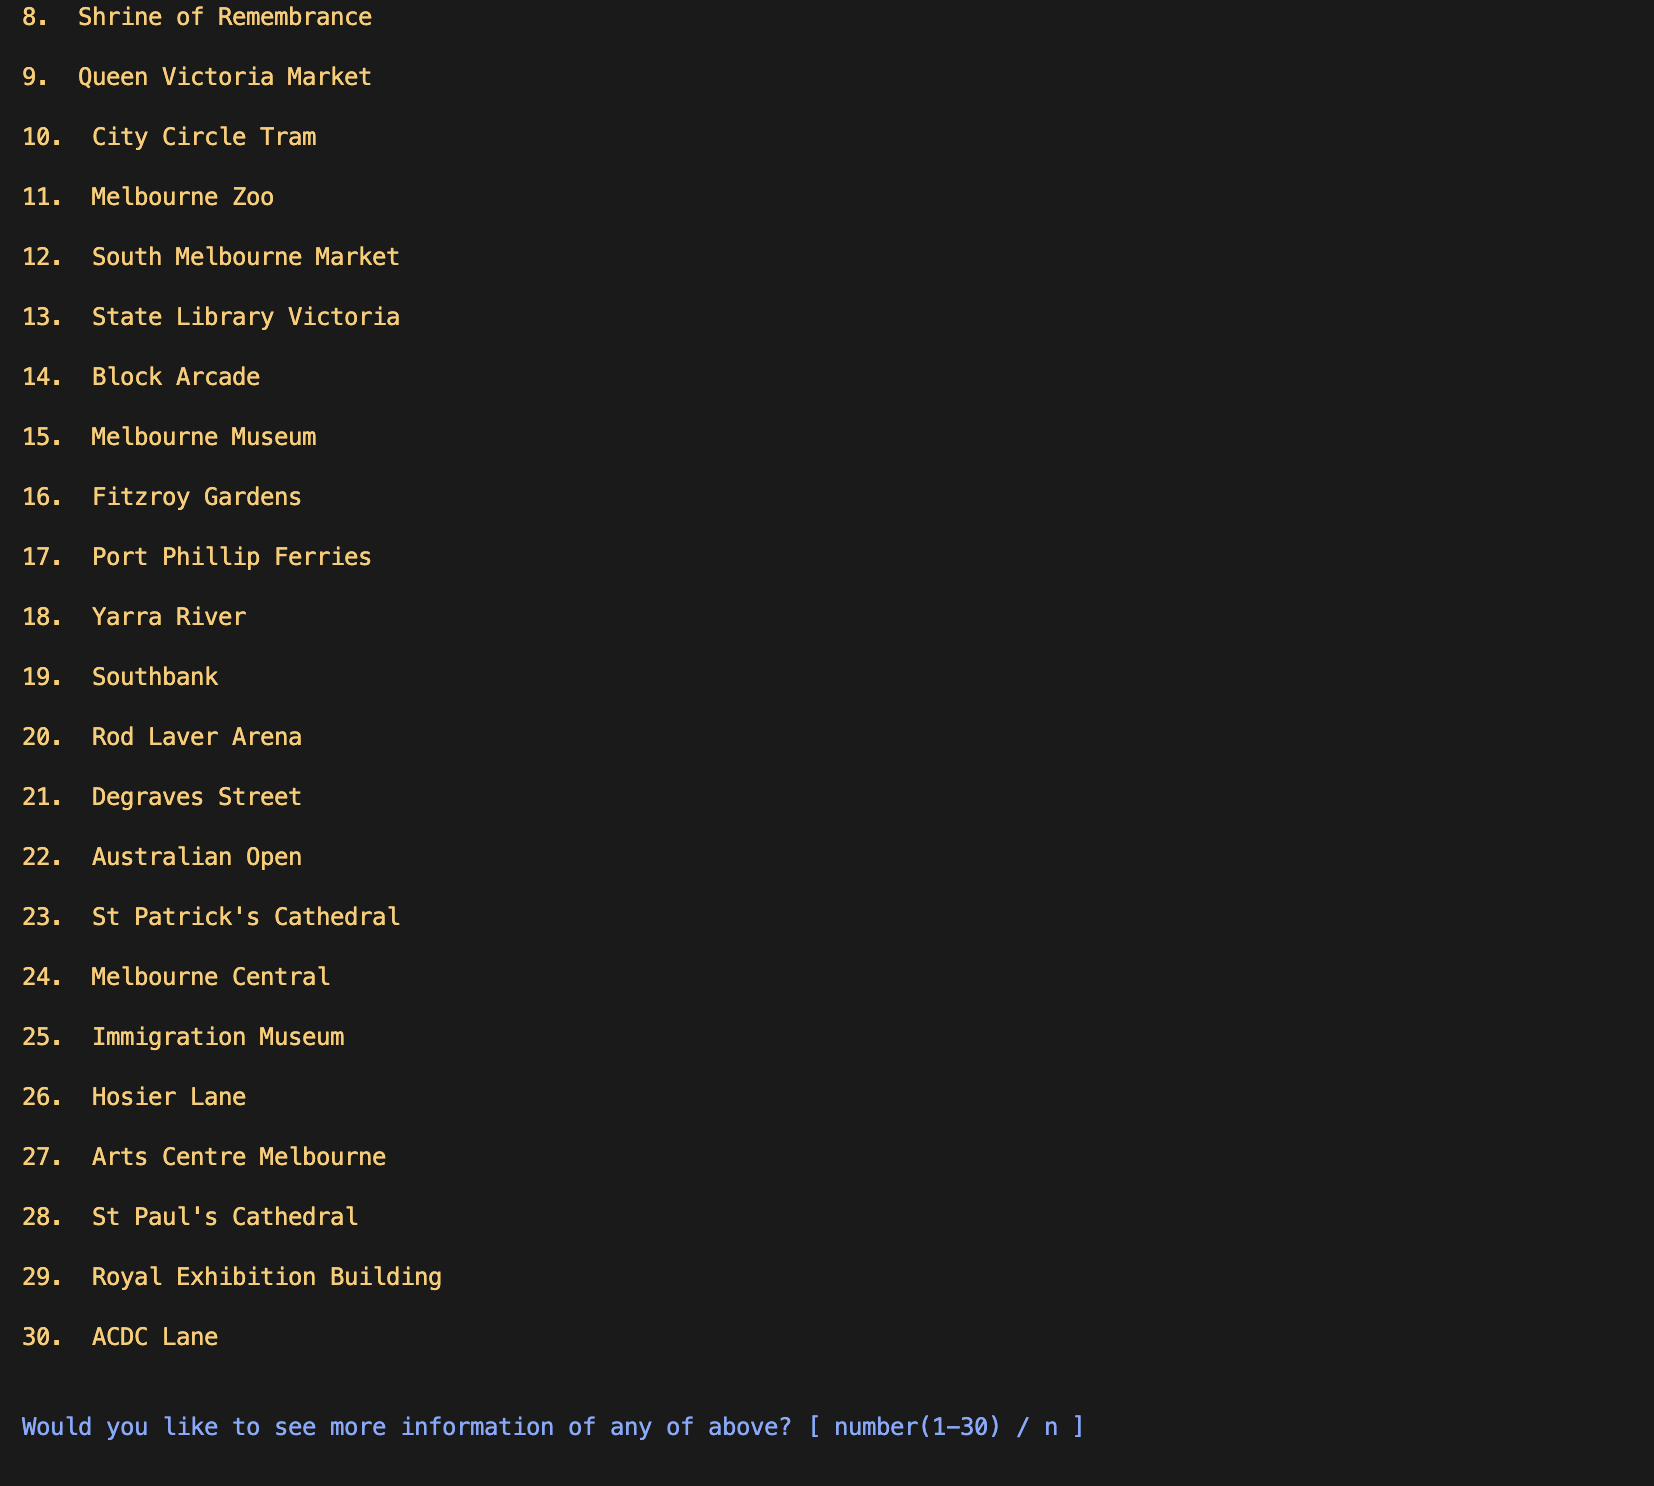 8.  Shrine of Remembrance
9.  Queen Victoria Market
10.  City Circle Tram
11.  Melbourne Zoo
12.  South Melbourne Market
13.  State Library Victoria
14.  Block Arcade
15.  Melbourne Museum
16.  Fitzroy Gardens
17.  Port Phillip Ferries
18.  Yarra River
19.  Southbank
20.  Rod Laver Arena
21.  Degraves Street
22.  Australian Open
23.  St Patrick's Cathedral
24.  Melbourne Central
25.  Immigration Museum
26.  Hosier Lane
27.  Arts Centre Melbourne
28.  St Paul's Cathedral
29.  Royal Exhibition Building
30.  ACDC Lane
Would you like to see more information of any of above? [ number(1-30) / n ]